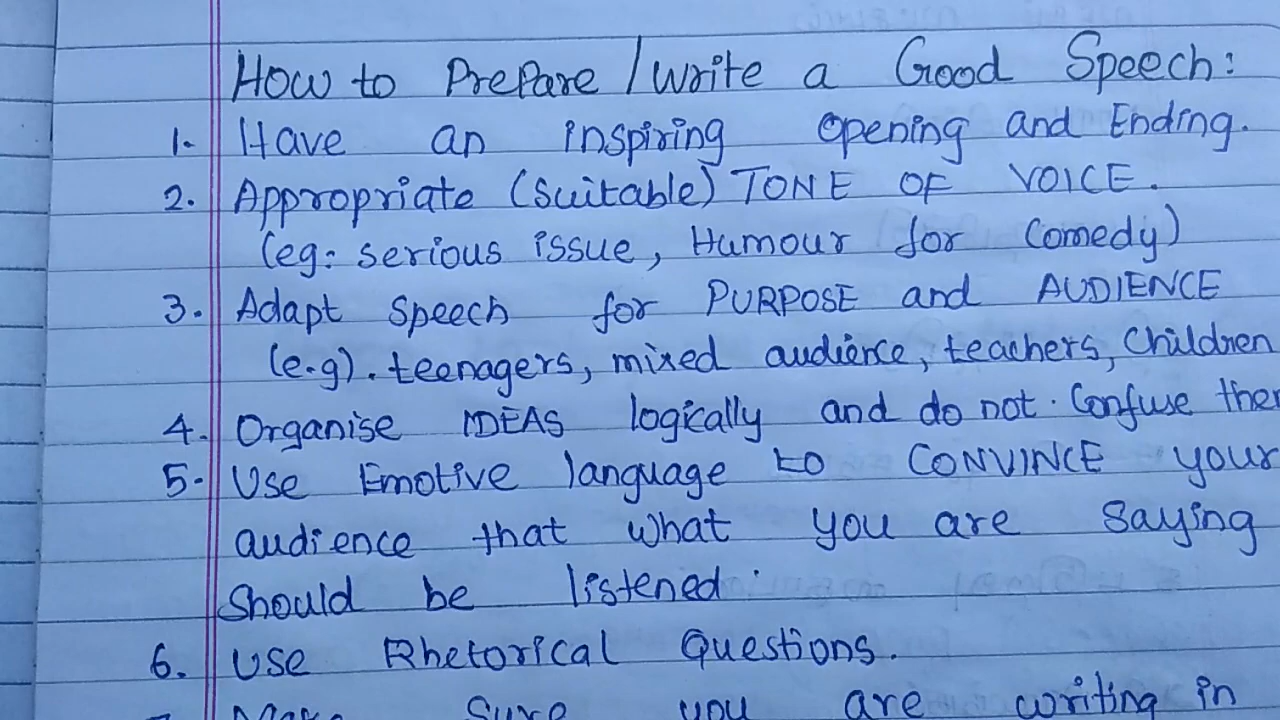 How to Prepare / Write a Good Speech:
1. Have an inspiring opening and Ending.
2. Appropriate (Suitable) TONE OF VOICE.
(eg: serious issue, Humour for Comedy)
3. Adapt speech for PURPOSE and AUDIENCE
(e.g). teenagers, mixed audience, teachers, Children
4. Organise IDEAS logically and do not. Confuse
5. Use Emotive language to CONVINCE your
audience that what you are saying
should be listened.
6. Use Rhetorical Questions.
Make Sure you are writing in